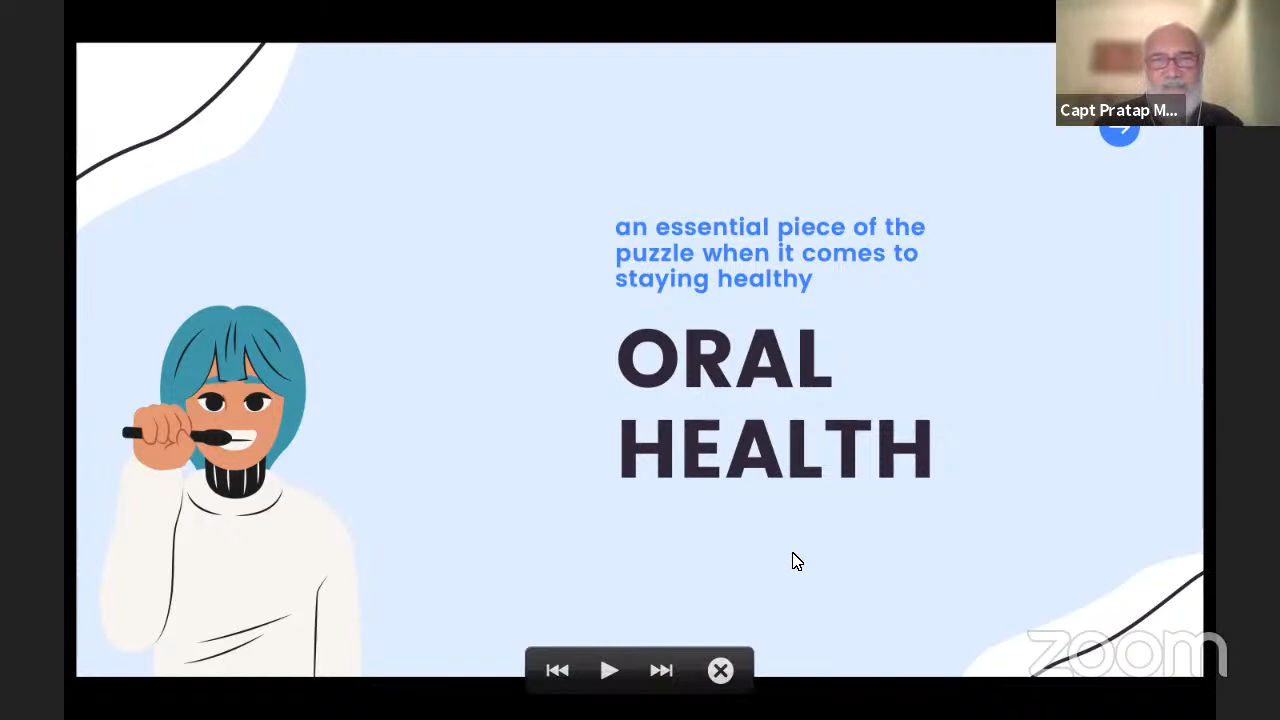 Capt Pratap M...
an essential piece of the
puzzle when it comes to
staying healthy
ORAL
HEALTH
zoom